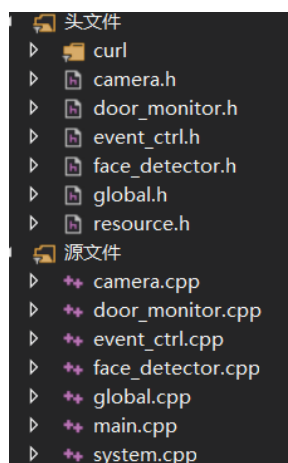 头文件
curl
camera.h
door_monitor.h
event_ctrl.h
face_detector.h
global.h
resource.h
源文件
camera.cpp
door_monitor.cpp
event_ctrl.cpp
face_detector.cpp
global.cpp
main.cpp
system.cpp